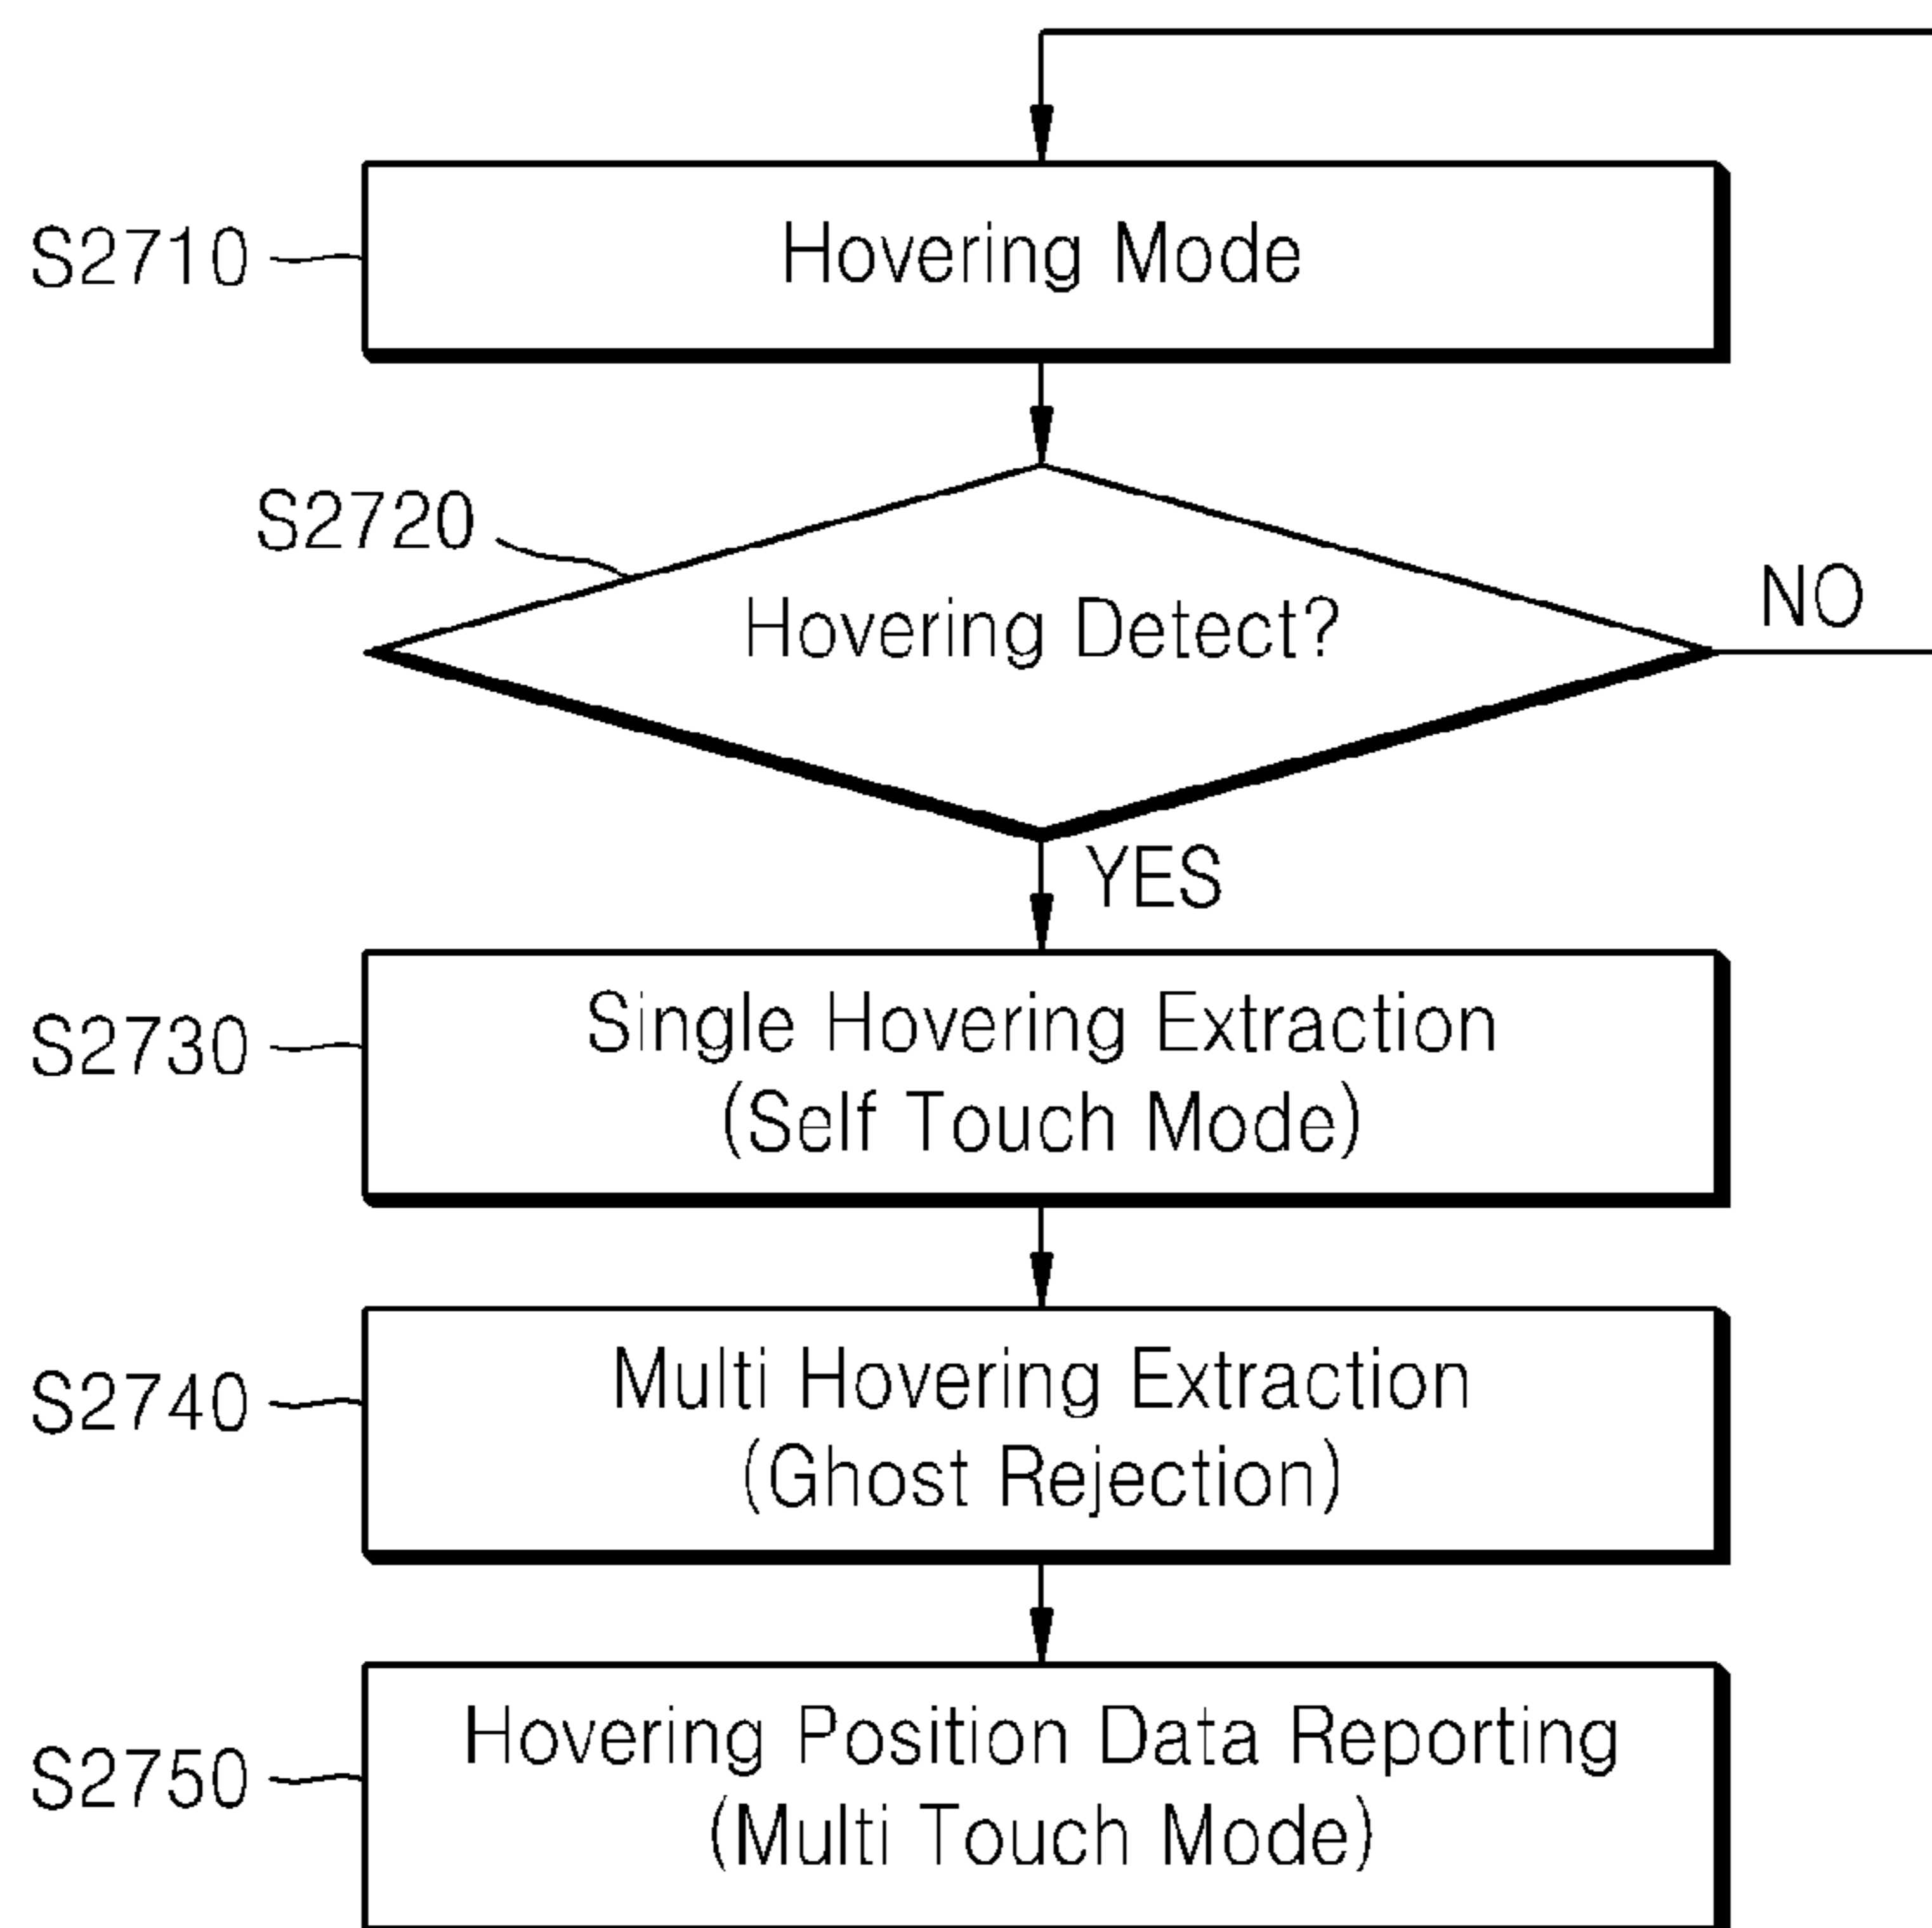 S2710
Hovering Mode
S2720
Hovering Detect?
NO
YES
S2730
Single Hovering Extraction
(Self Touch Mode)
S2740
Multi Hovering Extraction
(Ghost Rejection)
S2750
Hovering Position Data Reporting
(Multi Touch Mode)